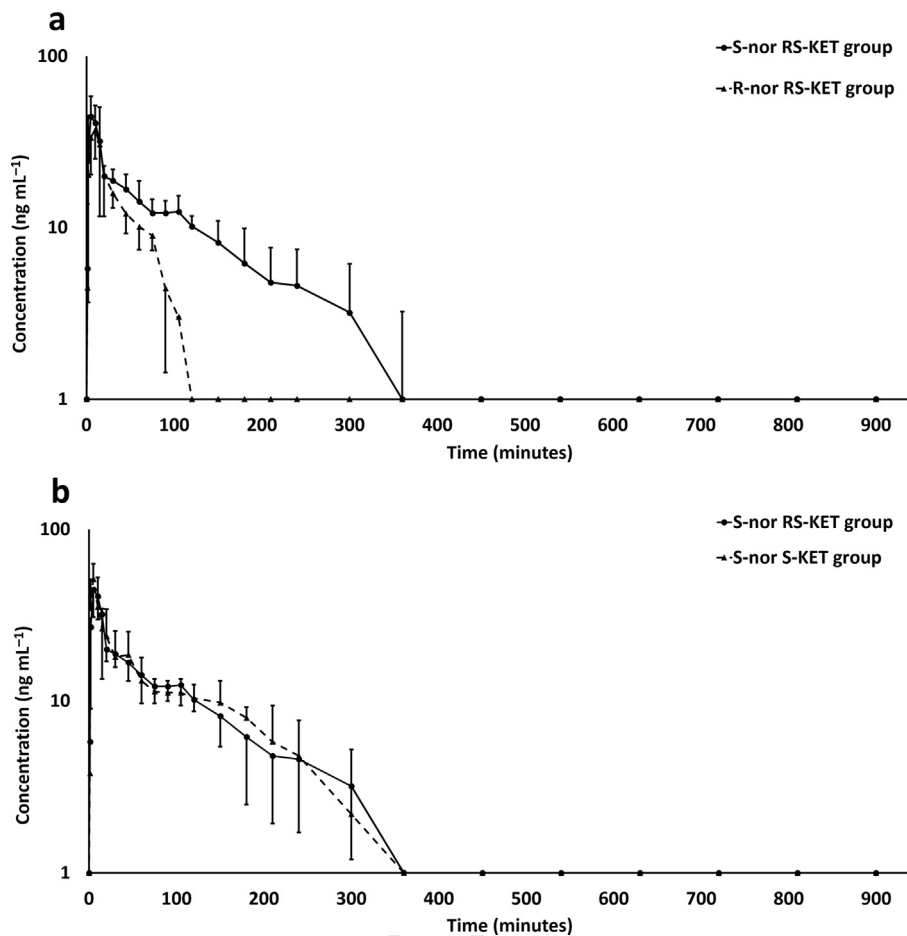 a
S-nor RS-KET group
R-nor RS-KET group
100
10
1
Concentration (ng mL⁻¹)
0 100 200 300 400 500 600 700 800 900
Time (minutes)
b
S-nor RS-KET group
S-nor S-KET group
100
10
1
Concentration (ng mL⁻¹)
0 100 200 300 400 500 600 700 800 900
Time (minutes)